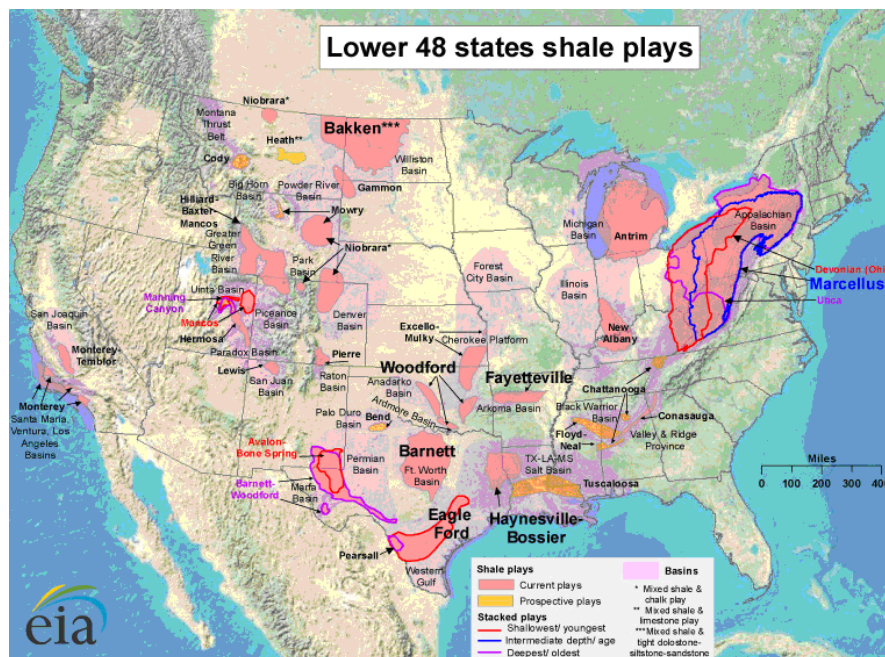 Lower 48 states shale plays
Niobrara*
Montana
Thrust
Belt
Bakken***
Heath**
Cody
Williston
Basin
Big Horn
Basin
Powder River
Basin
Gammon
Hilliard-
Baxter
Mancos
Mowry
Greater
Green
River
Basin
Niobrara*
Park
Basin
Michigan
Basin
Antrim
Appalachian
Basin
Devonian (Ohi
Marcellus
Utica
Forest
City Basin
Illinois
Basin
Uinta Basin
Manning
Canyon
Mancos
Piceance
Basin
Denver
Basin
Hermosa
Paradox Basin
San Joaquin
Basin
Monterey-
Temblor
Excello-
Mulky
Cherokee Platform
New
Albany
Lewis
San Juan
Basin
Pierre
Raton
Basin
Woodford
Anadarko
Basin
Fayetteville
Chattanooga
Monterey
Santa Maria,
Ventura, Los
Angeles
Basins
Palo Duro
Basin
Bend
Ardmore Basin
Arkoma Basin
Black Warrior
Basin
Conasauga
Floyd-
Neal
Valley & Ridge
Province
Avalon-
Bone Spring
Permian
Basin
Barnett
Ft. Worth
Basin
TX-LA-MS
Salt Basin
Tuscaloosa
Barnett-
Woodford
Marfa
Basin
Eagle
Ford
Haynesville-
Bossier
Pearsall
Western
Gulf
Miles
0 100 200 300 400
Shale plays
Current plays
Prospective plays
Stacked plays
Shallowest/ youngest
Intermediate depth/ age
Deepest/ oldest
Basins
* Mixed shale &
chalk play
** Mixed shale &
limestone play
***Mixed shale &
tight dolostone-
siltstone-sandstone
eia